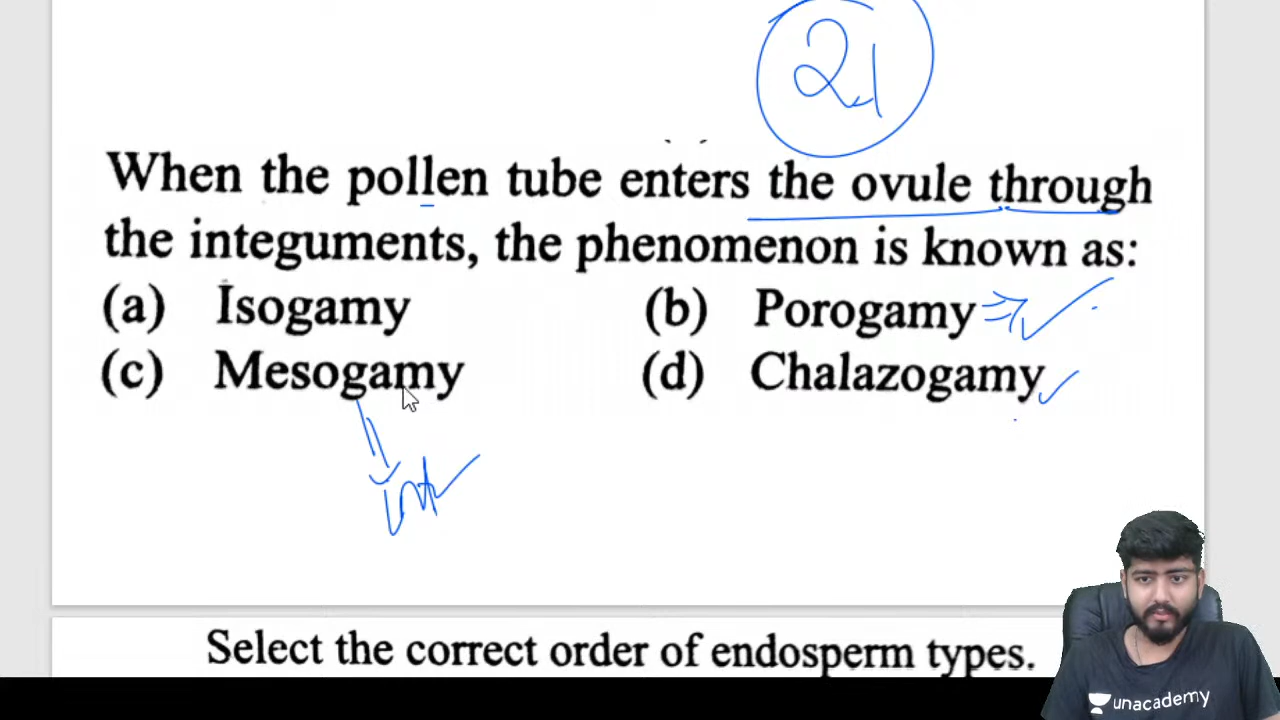 21
When the pollen tube enters the ovule through
the integuments, the phenomenon is known as:
(a) Isogamy (b) Porogamy
(c) Mesogamy (d) Chalazogamy
Select the correct order of endosperm types.
unacademy